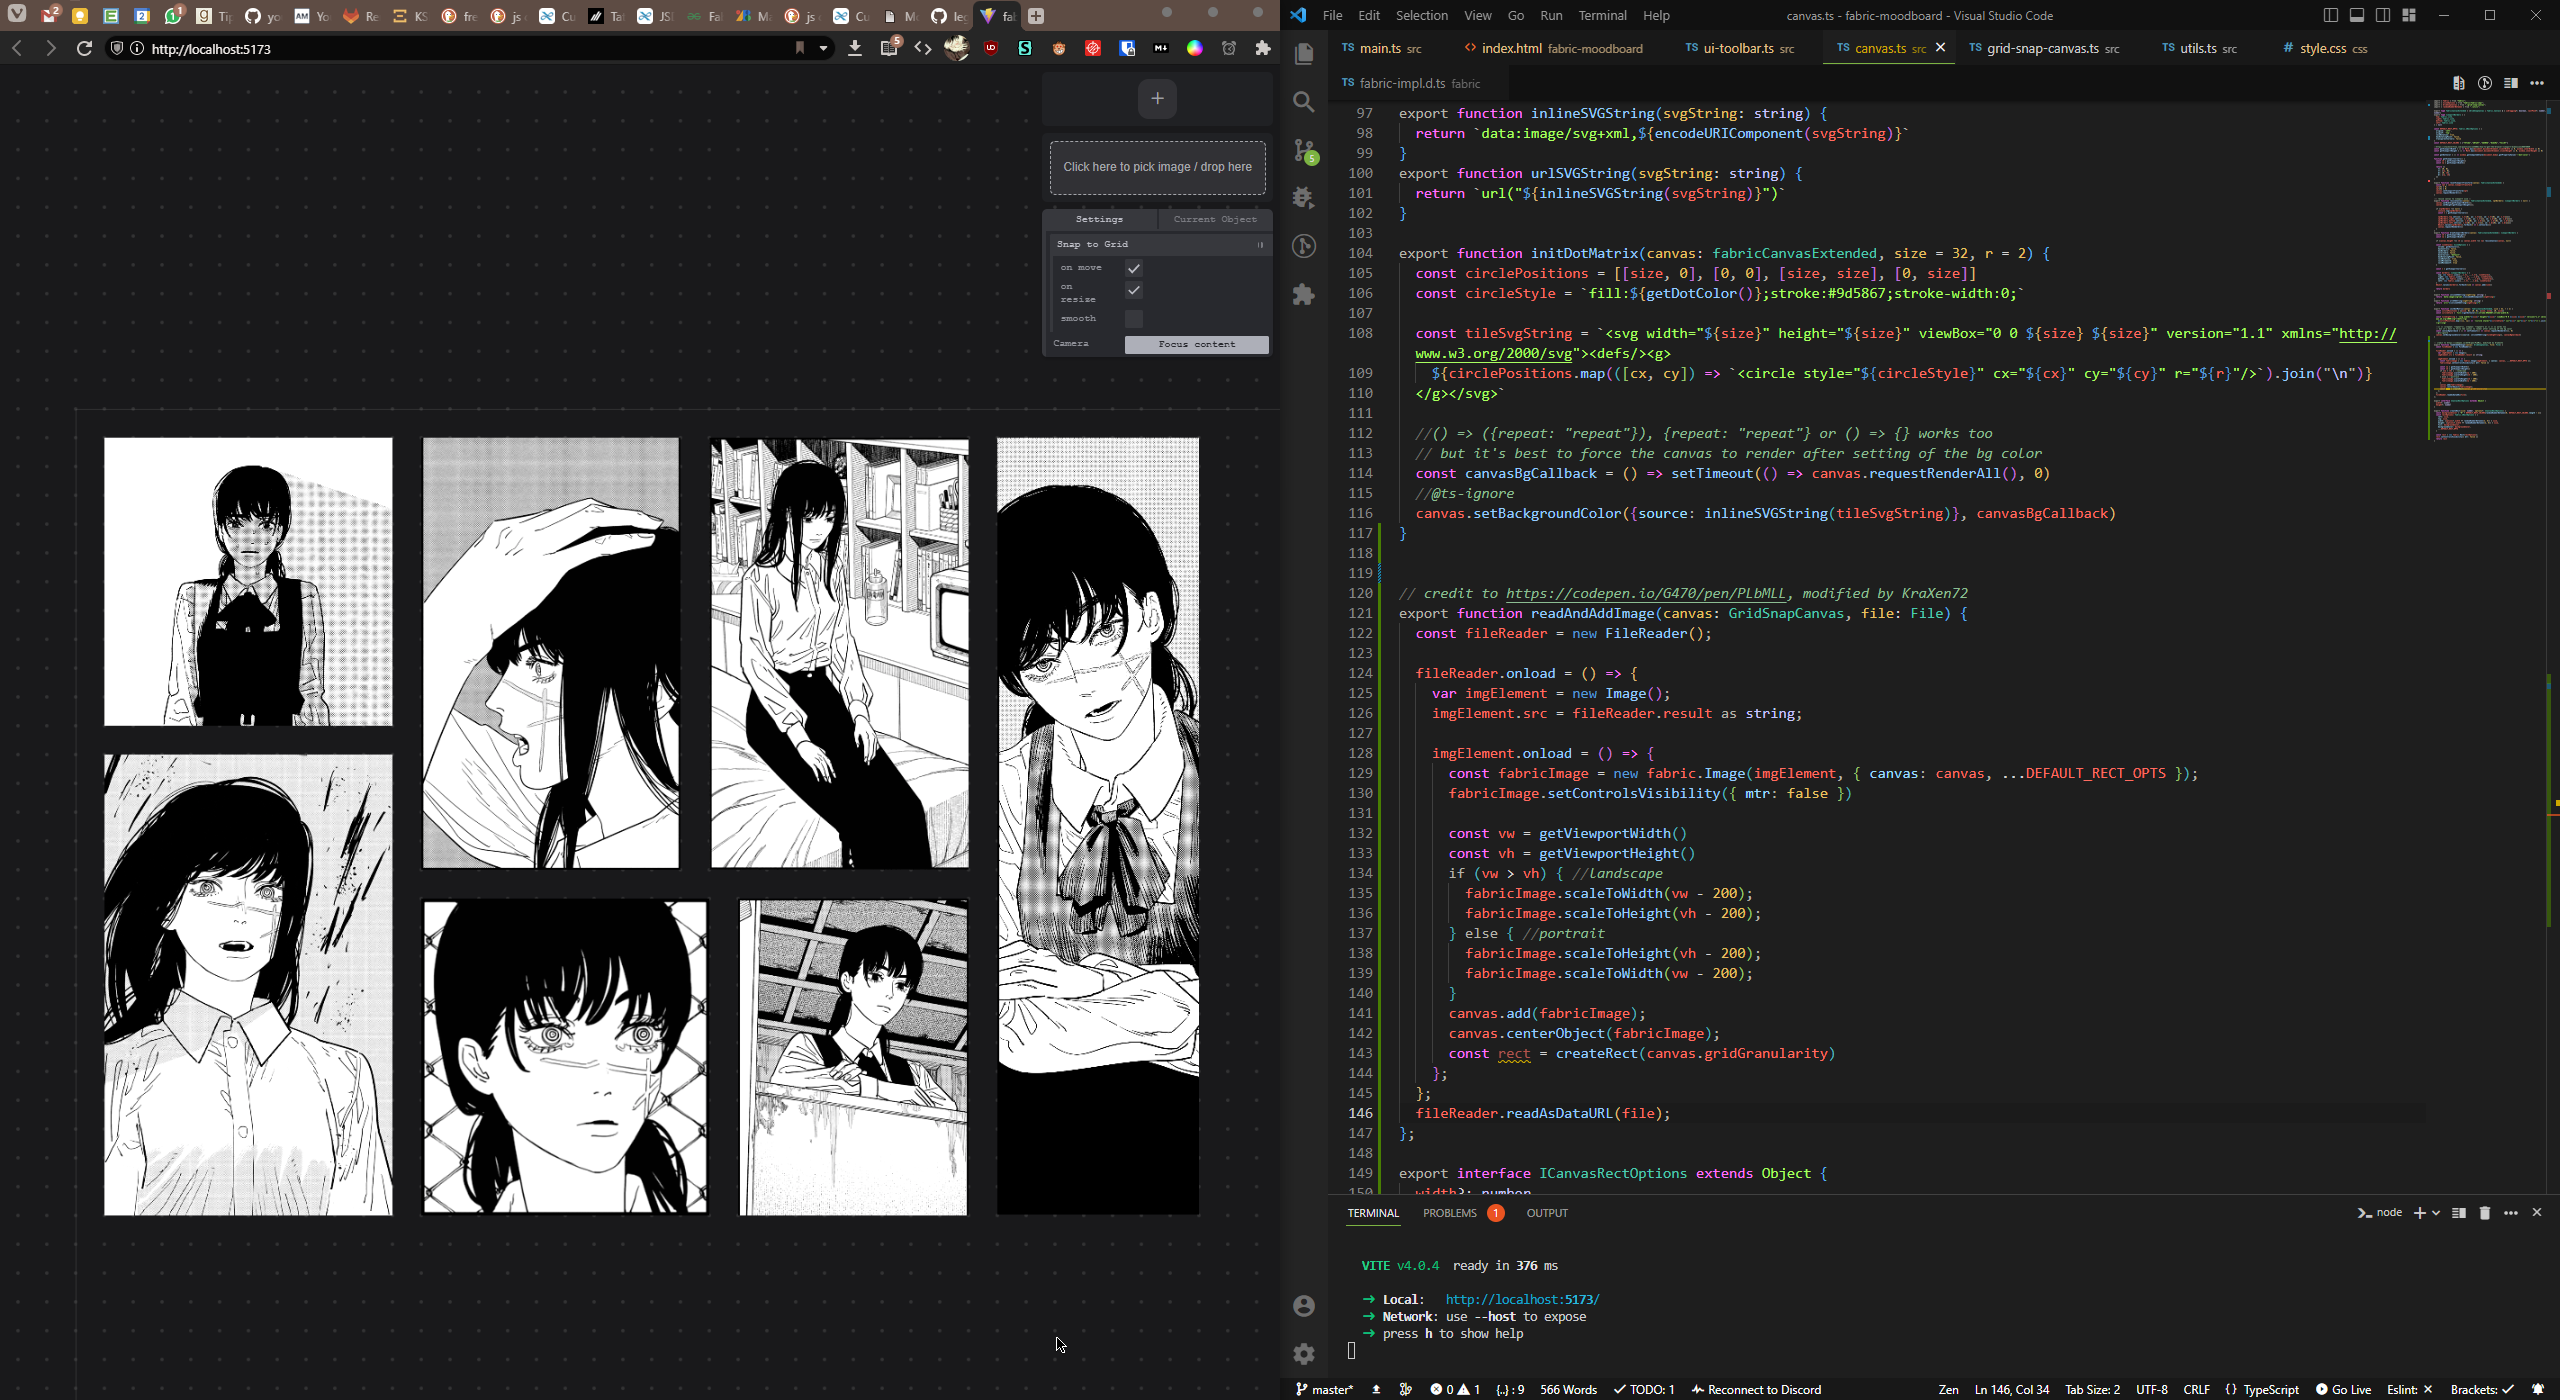 http://localhost:5173
+
Click here to pick image / drop here
Settings
Current Object
Snap to Grid
on move
on
resize
smooth
Camera
Focus content
File Edit Selection View Go Run Terminal Help
canvas.ts - fabric-moodboard - Visual Studio Code
TS main.ts src
<> index.html fabric-moodboard
TS ui-toolbar.ts src
TS canvas.ts src
TS grid-snap-canvas.ts src
TS utils.ts src
# style.css css
TS fabric-impl.d.ts fabric
97 export function inlineSVGString(svgString: string) {
98 return `data:image/svg+xml,${encodeURIComponent(svgString)}`
99 }
100 export function urlSVGString(svgString: string) {
101 return `url("${inlineSVGString(svgString)}")`
102 }
103
104 export function initDotMatrix(canvas: fabricCanvasExtended, size = 32, r = 2) {
105 const circlePositions = [[size, 0], [0, 0], [size, size], [0, size]]
106 const circleStyle = `fill:${getDotColor()};stroke:#9d5867;stroke-width:0;`
107
108 const tileSvgString = `<svg width="${size}" height="${size}" viewBox="0 0 ${size} ${size}" version="1.1" xmlns="http://
www.w3.org/2000/svg"><defs/><g>
109 ${circlePositions.map(([cx, cy]) => `<circle style="${circleStyle}" cx="${cx}" cy="${cy}" r="${r}"/>`).join("\n")}
110 </g></svg>`
111
112 //() => ({repeat: "repeat"}), {repeat: "repeat"} or () => {} works too
113 // but it's best to force the canvas to render after setting of the bg color
114 const canvasBgCallback = () => setTimeout(() => canvas.requestRenderAll(), 0)
115 //@ts-ignore
116 canvas.setBackgroundColor({source: inlineSVGString(tileSvgString)}, canvasBgCallback)
117 }
118
119
120 // credit to https://codepen.io/G470/pen/PLbMLL, modified by KraXen72
121 export function readAndAddImage(canvas: GridSnapCanvas, file: File) {
122 const fileReader = new FileReader();
123
124 fileReader.onload = () => {
125 var imgElement = new Image();
126 imgElement.src = fileReader.result as string;
127
128 imgElement.onload = () => {
129 const fabricImage = new fabric.Image(imgElement, { canvas: canvas, ...DEFAULT_RECT_OPTS });
130 fabricImage.setControlsVisibility({ mtr: false })
131
132 const vw = getViewportWidth()
133 const vh = getViewportHeight()
134 if (vw > vh) { //landscape
135 fabricImage.scaleToWidth(vw - 200);
136 fabricImage.scaleToHeight(vh - 200);
137 } else { //portrait
138 fabricImage.scaleToHeight(vh - 200);
139 fabricImage.scaleToWidth(vw - 200);
140 }
141 canvas.add(fabricImage);
142 canvas.centerObject(fabricImage);
143 const rect = createRect(canvas.gridGranularity)
144 };
145 };
146 fileReader.readAsDataURL(file);
147 };
148
149 export interface ICanvasRectOptions extends Object {
150 width?: number
TERMINAL PROBLEMS 1 OUTPUT
node
VITE v4.0.4 ready in 376 ms
➜ Local: http://localhost:5173/
➜ Network: use --host to expose
➜ press h to show help
master* 0 1 {..} : 9 566 Words TODO: 1 Reconnect to Discord
Zen Ln 146, Col 34 Tab Size: 2 UTF-8 CRLF {} TypeScript Go Live Eslint: Brackets: